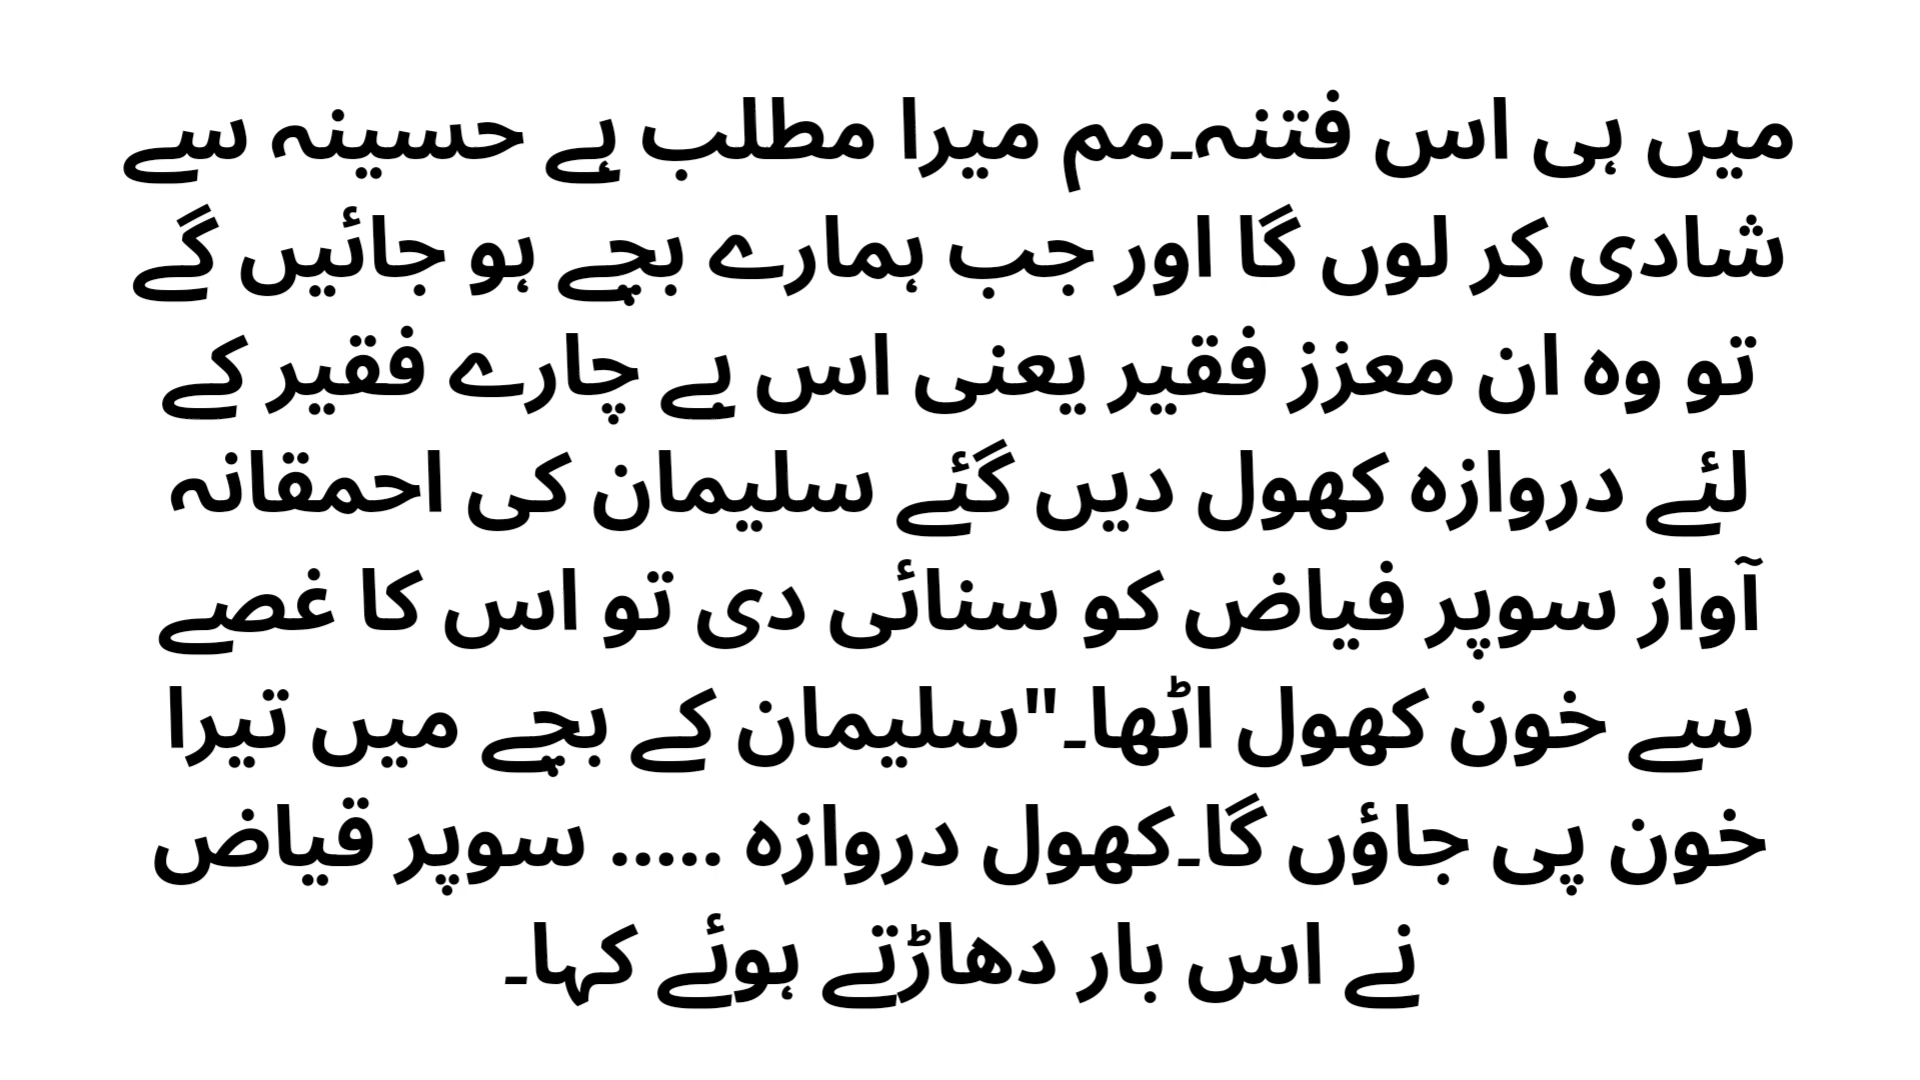 میں ہی اس فتنہ۔مم میرا مطلب ہے حسینہ سے
شادی کر لوں گا اور جب ہمارے بچے ہو جائیں گے
تو وہ ان معزز فقیر یعنی اس بے چارے فقیر کے
لئے دروازہ کھول دیں گئے سلیمان کی احمقانہ
آواز سوپر فیاض کو سنائی دی تو اس کا غصے
سے خون کھول اٹھا۔"سلیمان کے بچے میں تیرا
خون پی جاؤں گا۔کھول دروازہ ..... سوپر قیاض
نے اس بار دھاڑتے ہوئے کہا۔